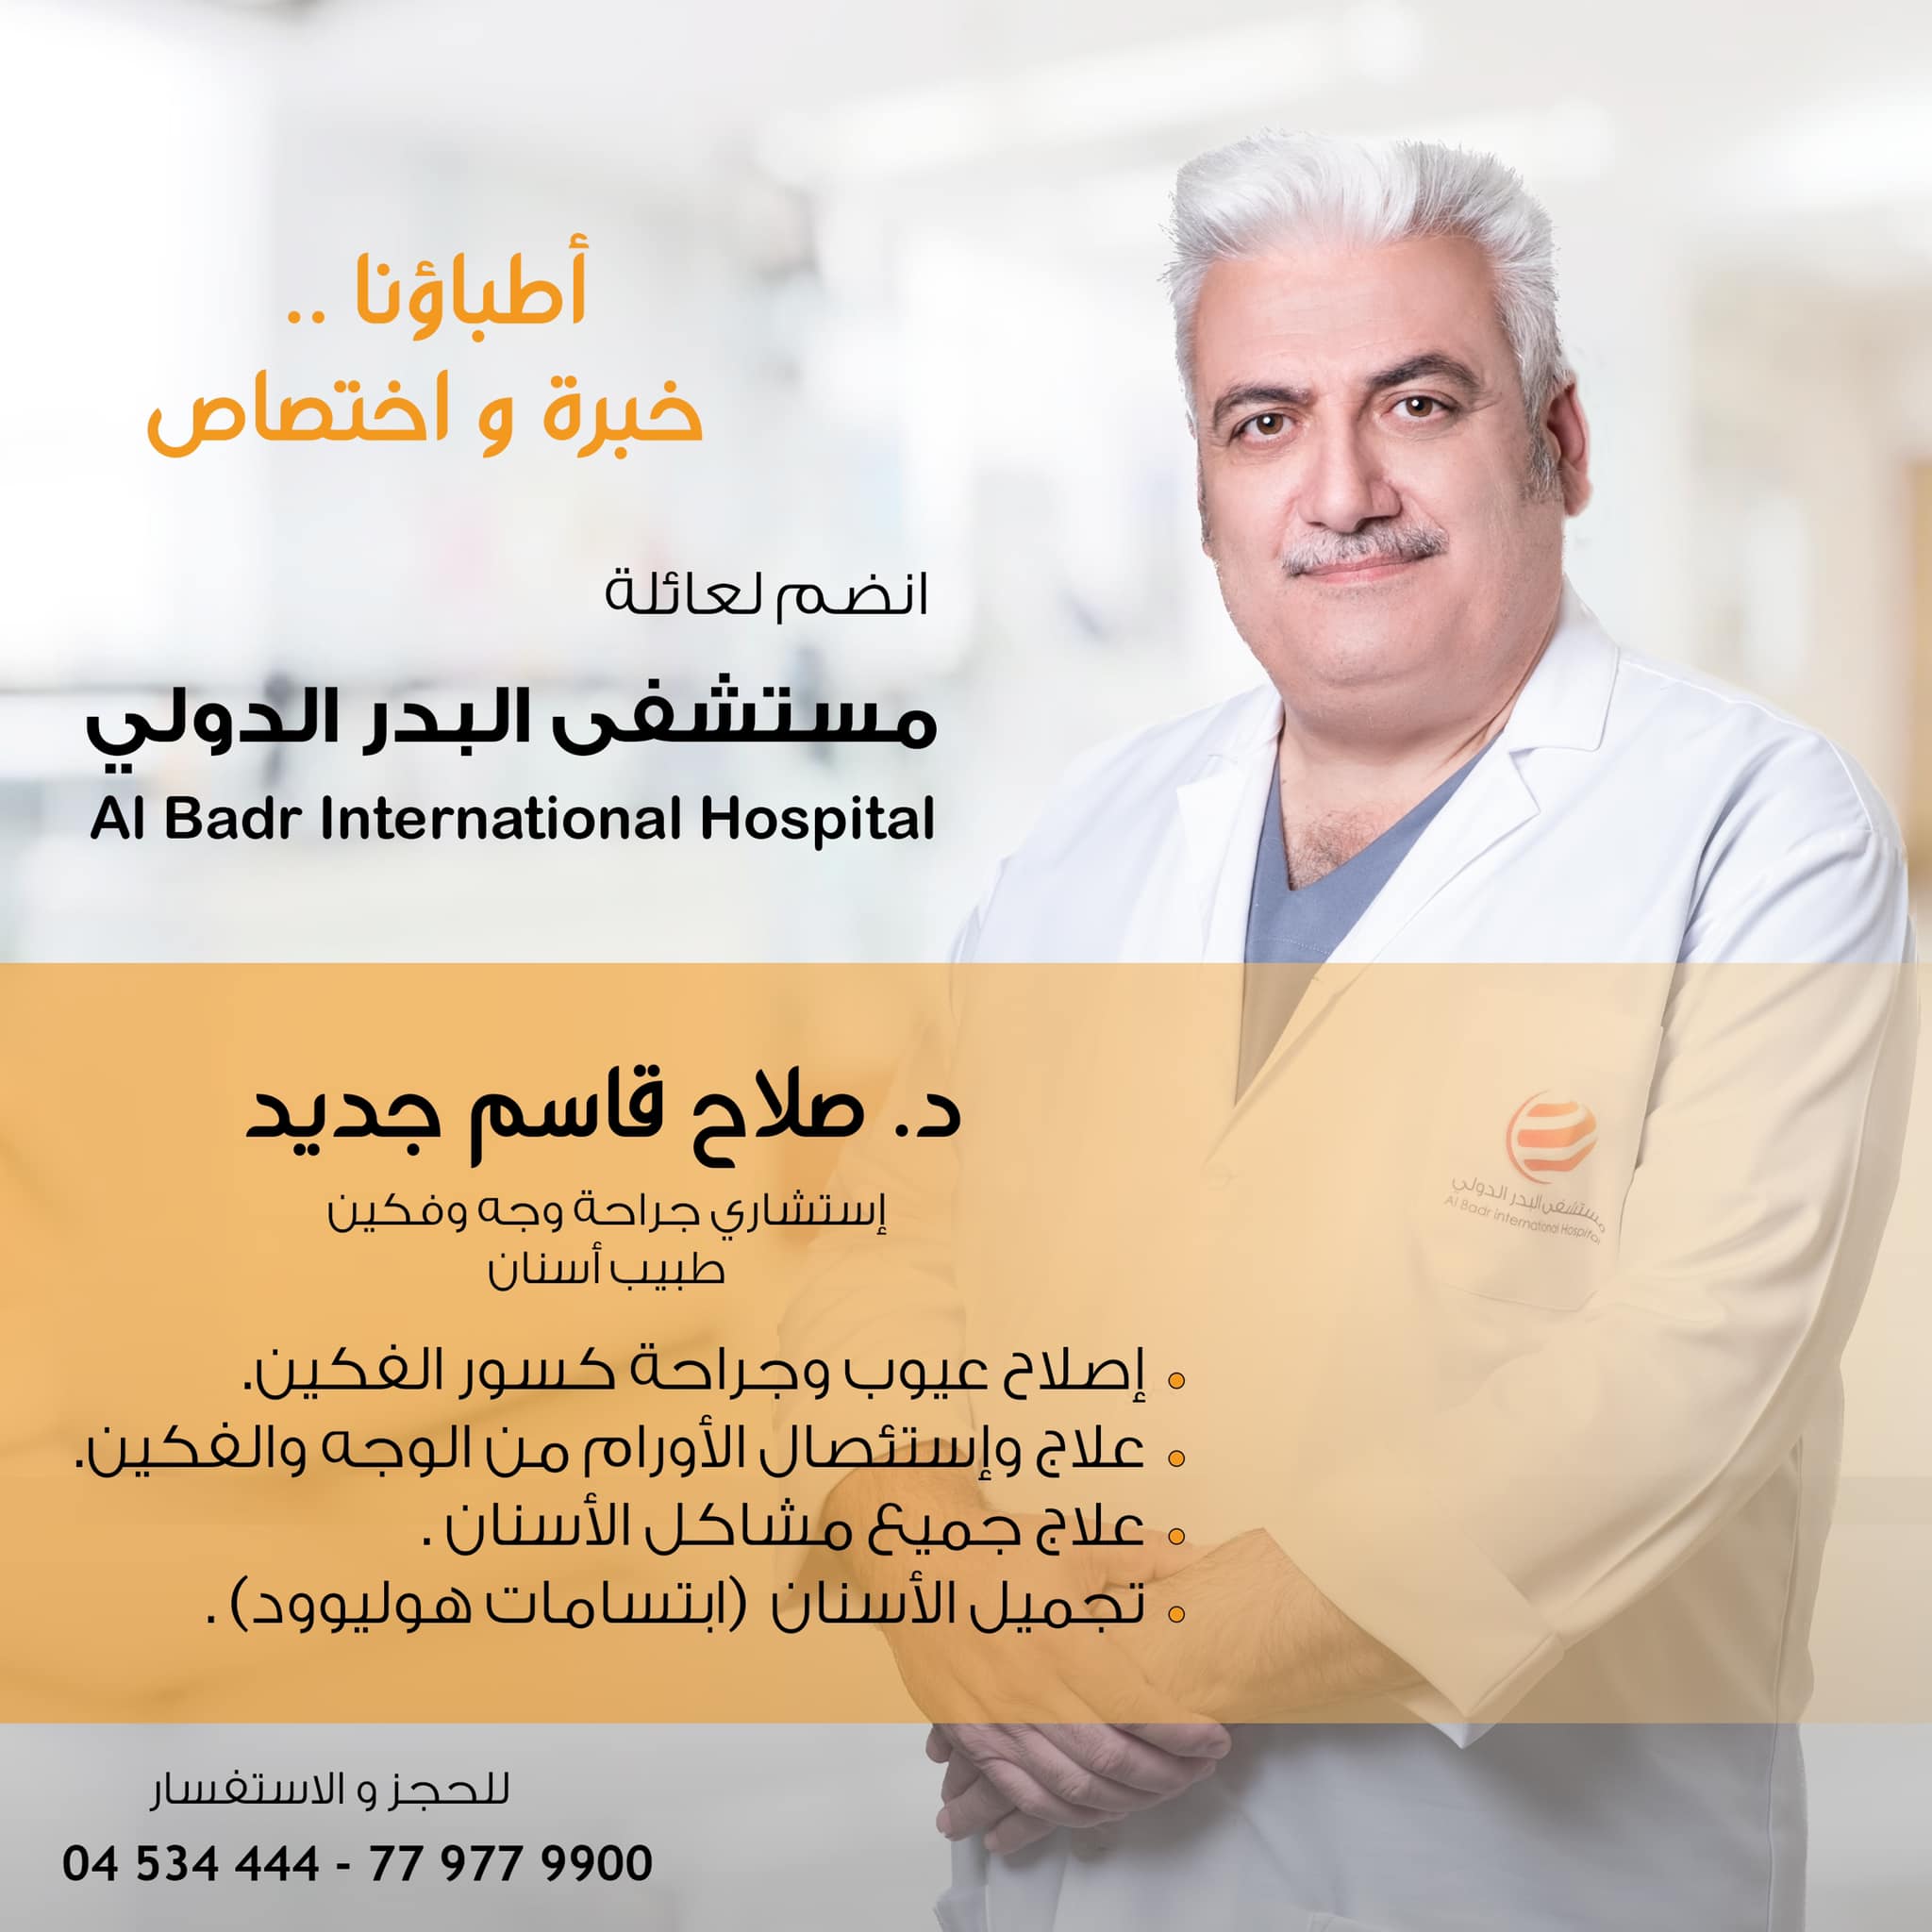 أطباؤنا ..
خبرة و اختصاص
انضم لعائلة
مستشفى البدر الدولي
Al Badr International Hospital
د. صلاح قاسم جديد
إستشاري جراحة وجه وفكين
طبيب أسنان
• إصلاح عيوب وجراحة كسور الفكين.
• علاج وإستئصال الأورام من الوجه والفكين.
• علاج جميع مشاكل الأسنان .
• تجميل الأسنان (ابتسامات هوليوود) .
مستشفى البدر الدولي
Al Badr International Hospital
للحجز و الاستفسار
04 534 444 - 77 977 9900